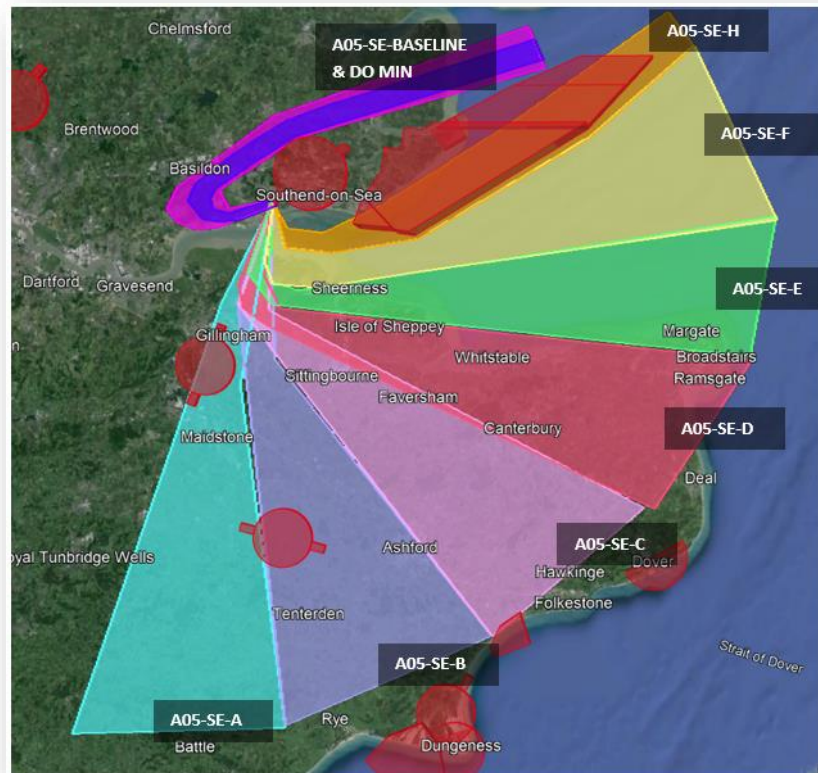 Chelmsford
A05-SE-BASELINE
& DO MIN
A05-SE-H
Brentwood
A05-SE-F
Basildon
Southend-on-Sea
Dartford
Gravesend
Sheerness
A05-SE-E
Gillingham
Isle of Sheppey
Margate
Whitstable
Broadstairs
Sittingbourne
Ramsgate
Faversham
Maidstone
Canterbury
A05-SE-D
Deal
oyal Tunbridge Wells
Ashford
A05-SE-C
Dover
Hawkinge
Folkestone
Tenterden
Strait of Dover
A05-SE-B
A05-SE-A
Rye
Battle
Dungeness